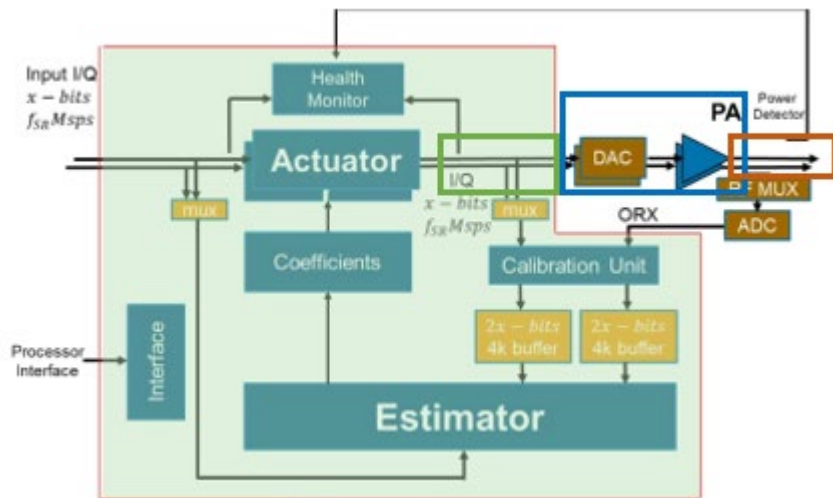 Input I/Q
x − bits
f_SR Msps
Health
Monitor
PA
Power
Detector
Actuator
DAC
I/Q
x − bits
f_SR Msps
mux
mux
RF MUX
ORX
ADC
Coefficients
Calibration Unit
2x − bits
4k buffer
2x − bits
4k buffer
Processor
Interface
Interface
Estimator